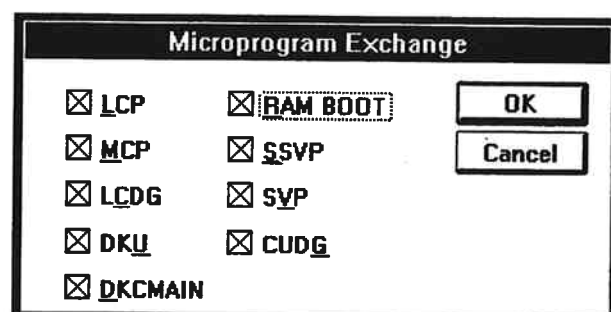 Microprogram Exchange
LCP
RAM BOOT
OK
MCP
SSVP
Cancel
LCDG
SVP
DKU
CUDG
DKCMAIN